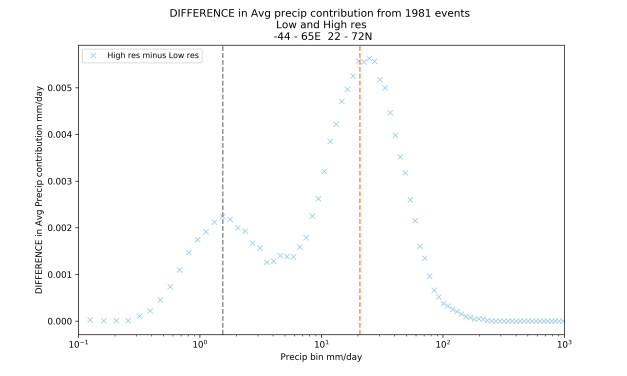 DIFFERENCE in Avg precip contribution from 1981 events
Low and High res
-44 - 65E  22 - 72N
High res minus Low res
DIFFERENCE in Avg Precip contribution mm/day
0.005
0.004
0.003
0.002
0.001
0.000
10⁻¹ 10⁰ 10¹ 10² 10³
Precip bin mm/day